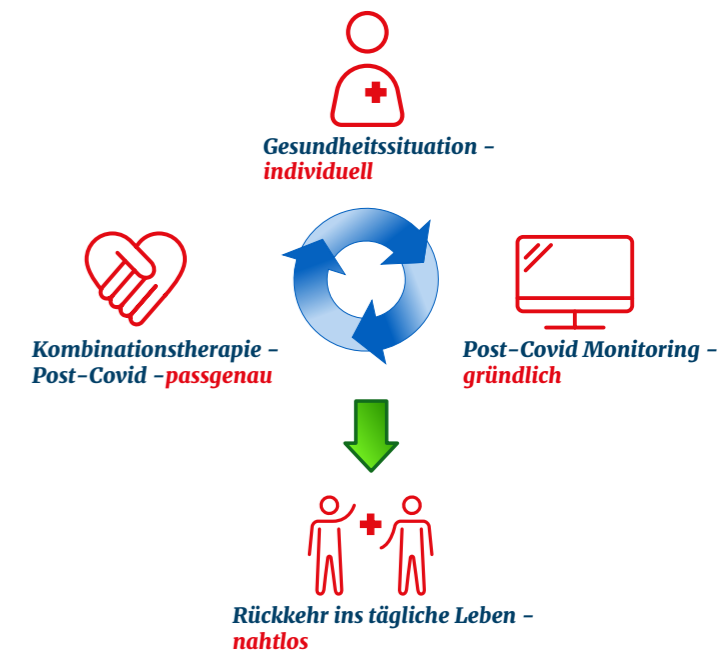 Gesundheitssituation –
individuell
Kombinationstherapie –
Post-Covid –passgenau
Post-Covid Monitoring –
gründlich
Rückkehr ins tägliche Leben –
nahtlos